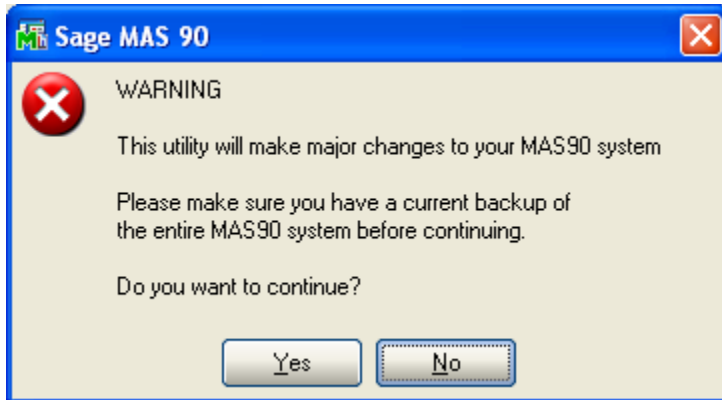 Sage MAS 90
WARNING
This utility will make major changes to your MAS90 system
Please make sure you have a current backup of
the entire MAS90 system before continuing.
Do you want to continue?
Yes
No